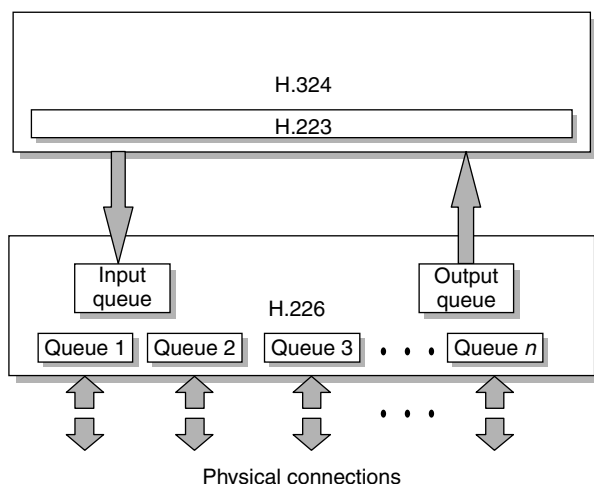 H.324
H.223
Input
queue
Output
queue
H.226
Queue 1
Queue 2
Queue 3
• • •
Queue n
• • •
Physical connections